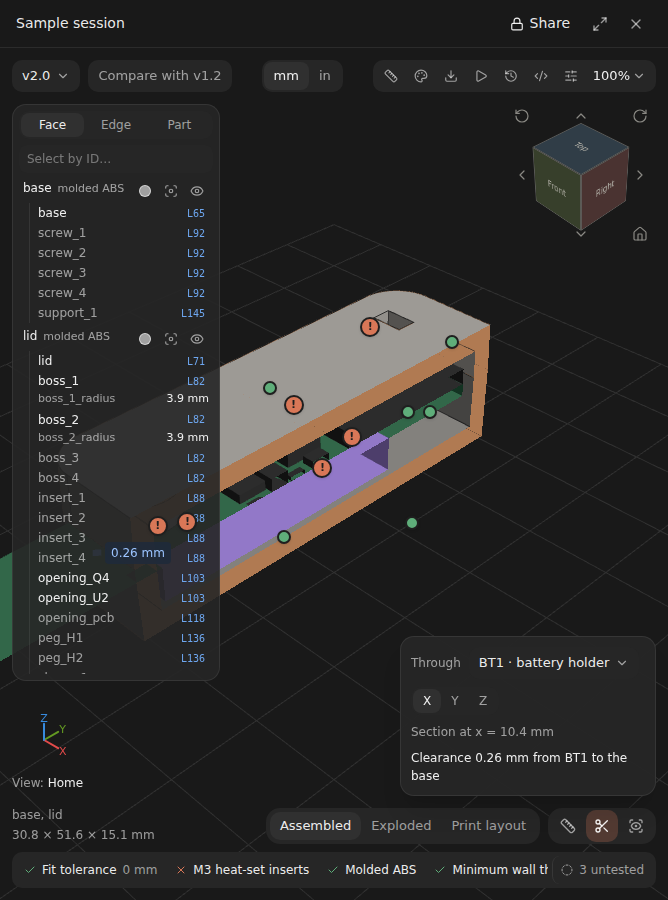 Sample session
Share
v2.0
Compare with v1.2
mm in
100%
Face Edge Part
Select by ID…
base molded ABS
base L65
screw_1 L92
screw_2 L92
screw_3 L92
screw_4 L92
support_1 L145
lid molded ABS
lid L71
boss_1 L82
boss_1_radius 3.9 mm
boss_2 L82
boss_2_radius 3.9 mm
boss_3 L82
boss_4 L82
insert_1 L88
insert_2
insert_3 L88
insert_4 L88
0.26 mm
opening_Q4 L103
opening_U2 L103
opening_pcb L118
peg_H1 L136
peg_H2 L136
Top
Front
Right
Through BT1 · battery holder
X Y Z
Section at x = 10.4 mm
Clearance 0.26 mm from BT1 to the
base
Z
Y
X
View: Home
base, lid
30.8 × 51.6 × 15.1 mm
Assembled Exploded Print layout
Fit tolerance 0 mm
M3 heat-set inserts
Molded ABS
Minimum wall
3 untested